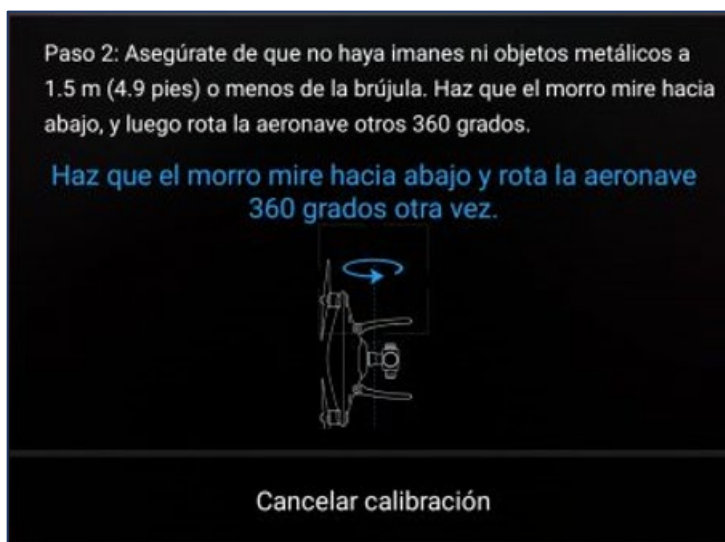 Paso 2: Asegúrate de que no haya imanes ni objetos metálicos a
1.5 m (4.9 pies) o menos de la brújula. Haz que el morro mire hacia
abajo, y luego rota la aeronave otros 360 grados.
Haz que el morro mire hacia abajo y rota la aeronave
360 grados otra vez.
Cancelar calibración